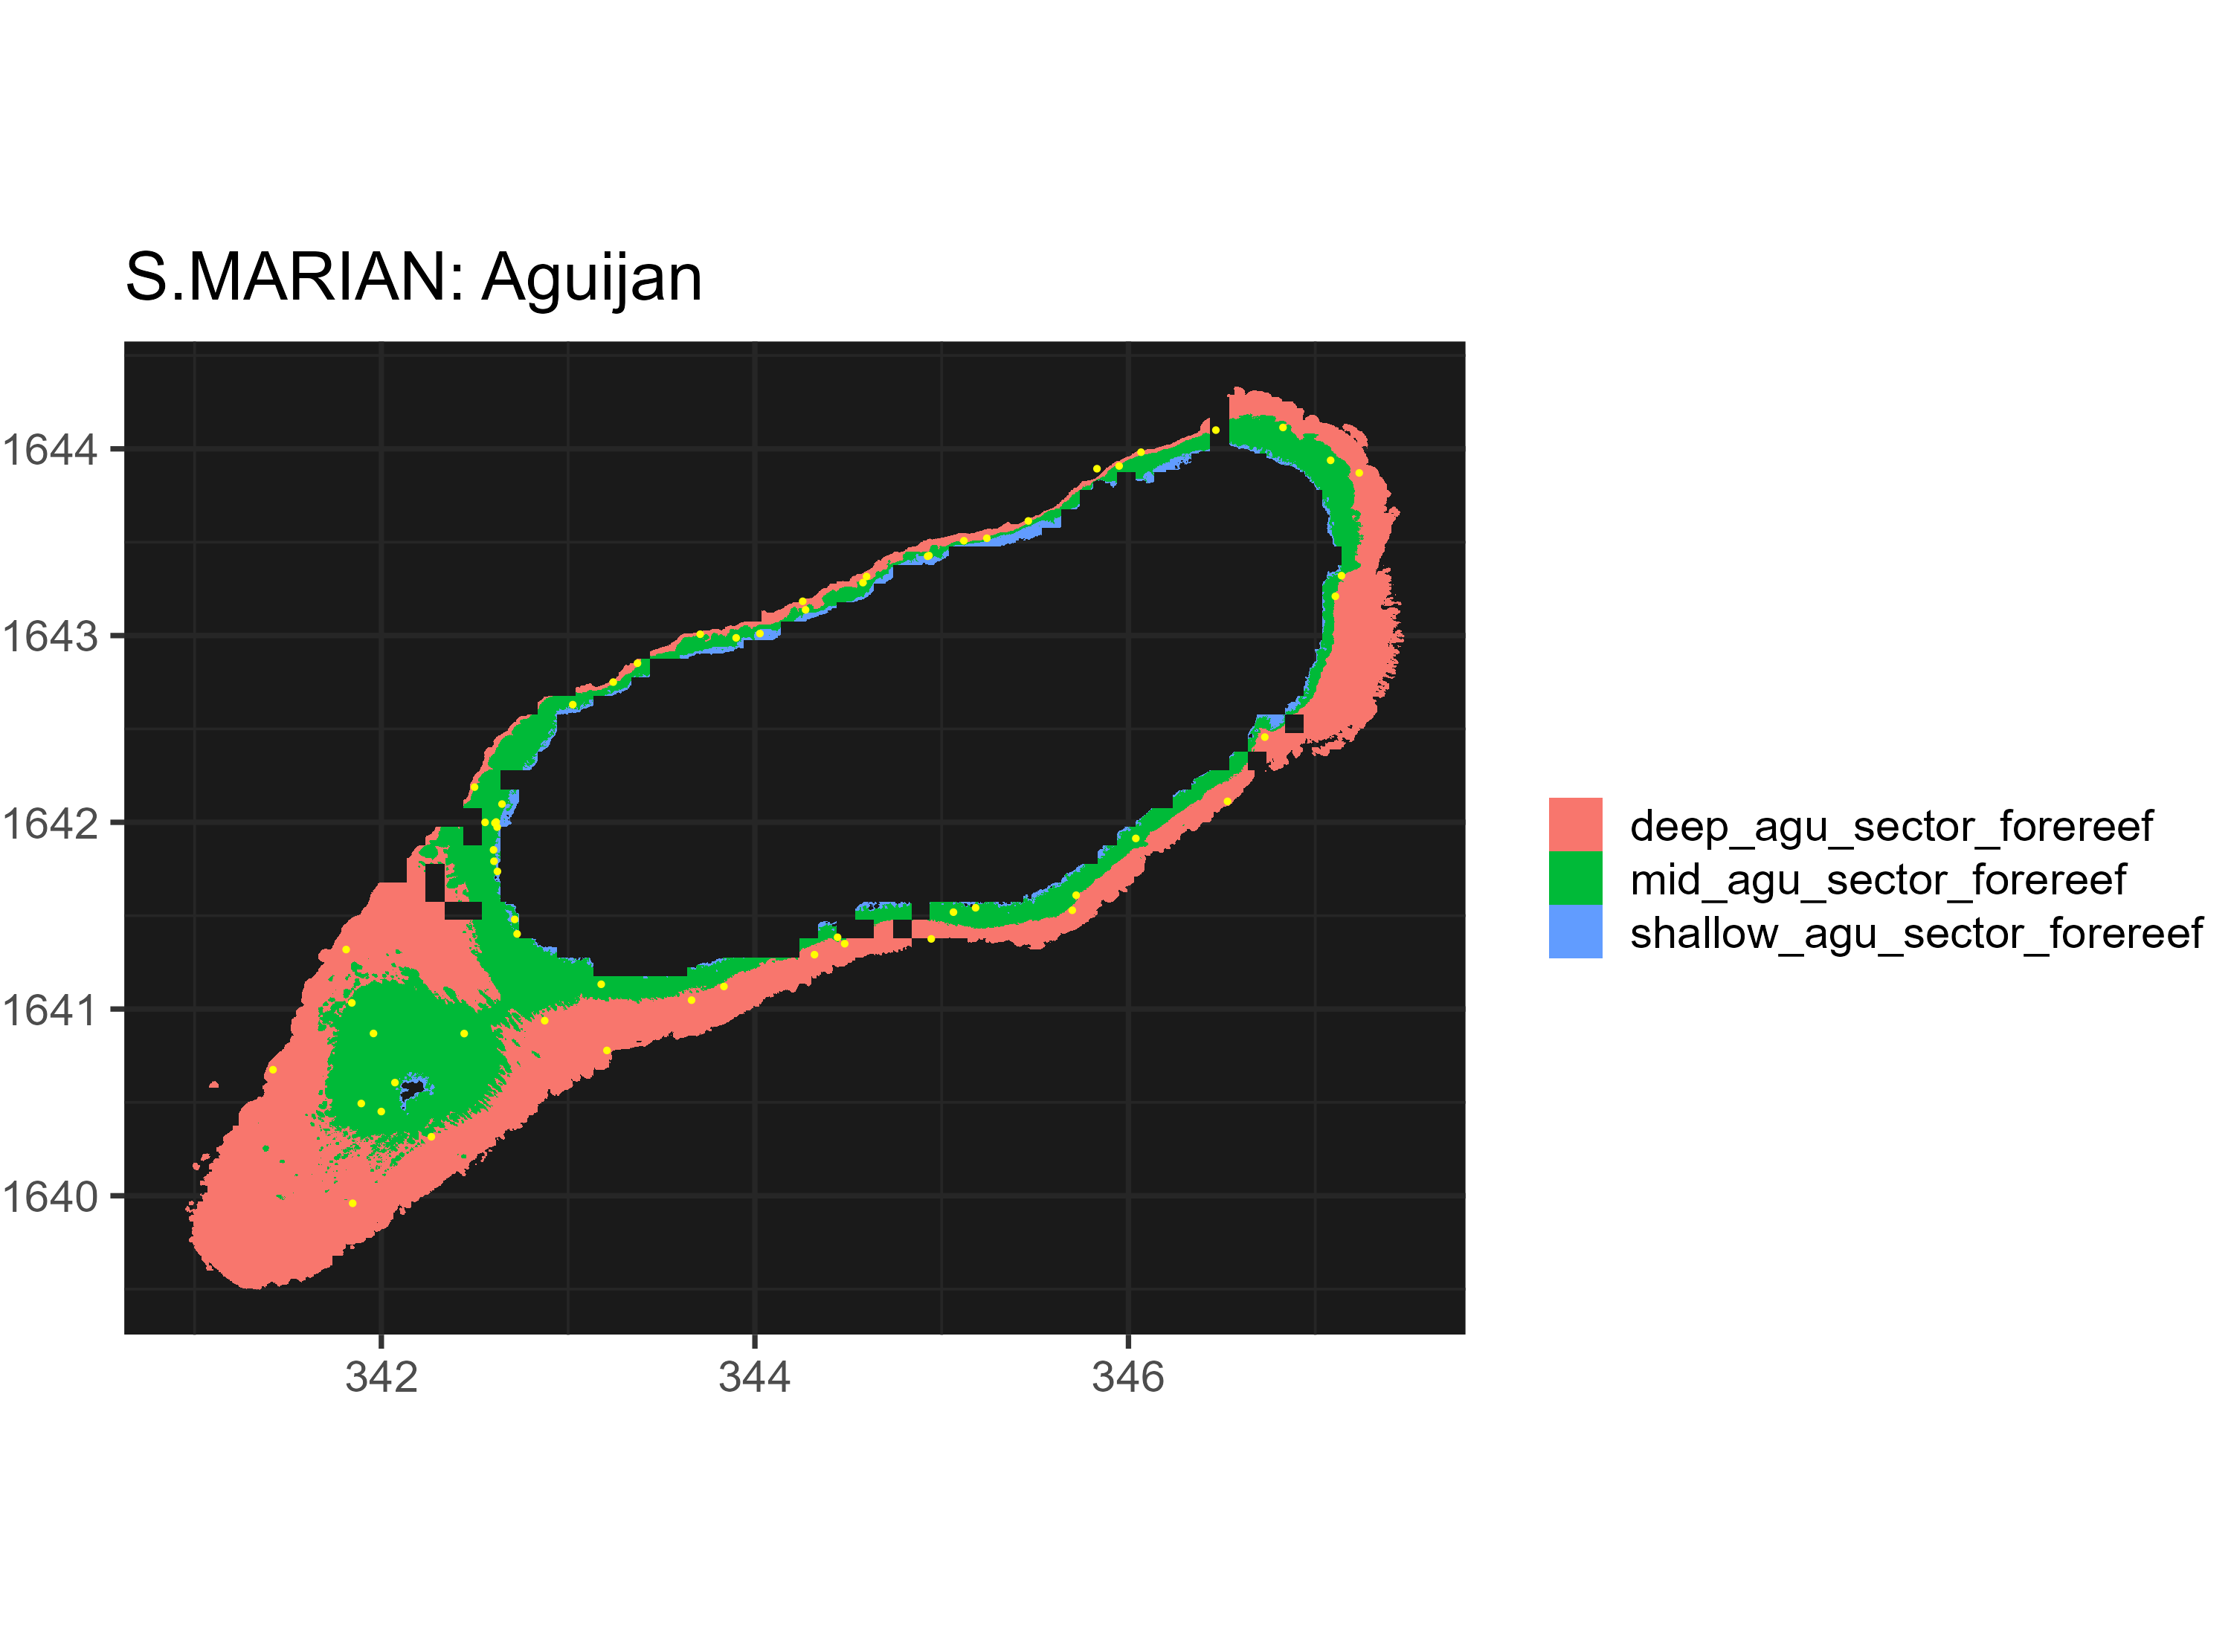 S.MARIAN: Aguijan
1644
1643
1642
1641
1640
342
344
346
deep_agu_sector_forereef
mid_agu_sector_forereef
shallow_agu_sector_forereef